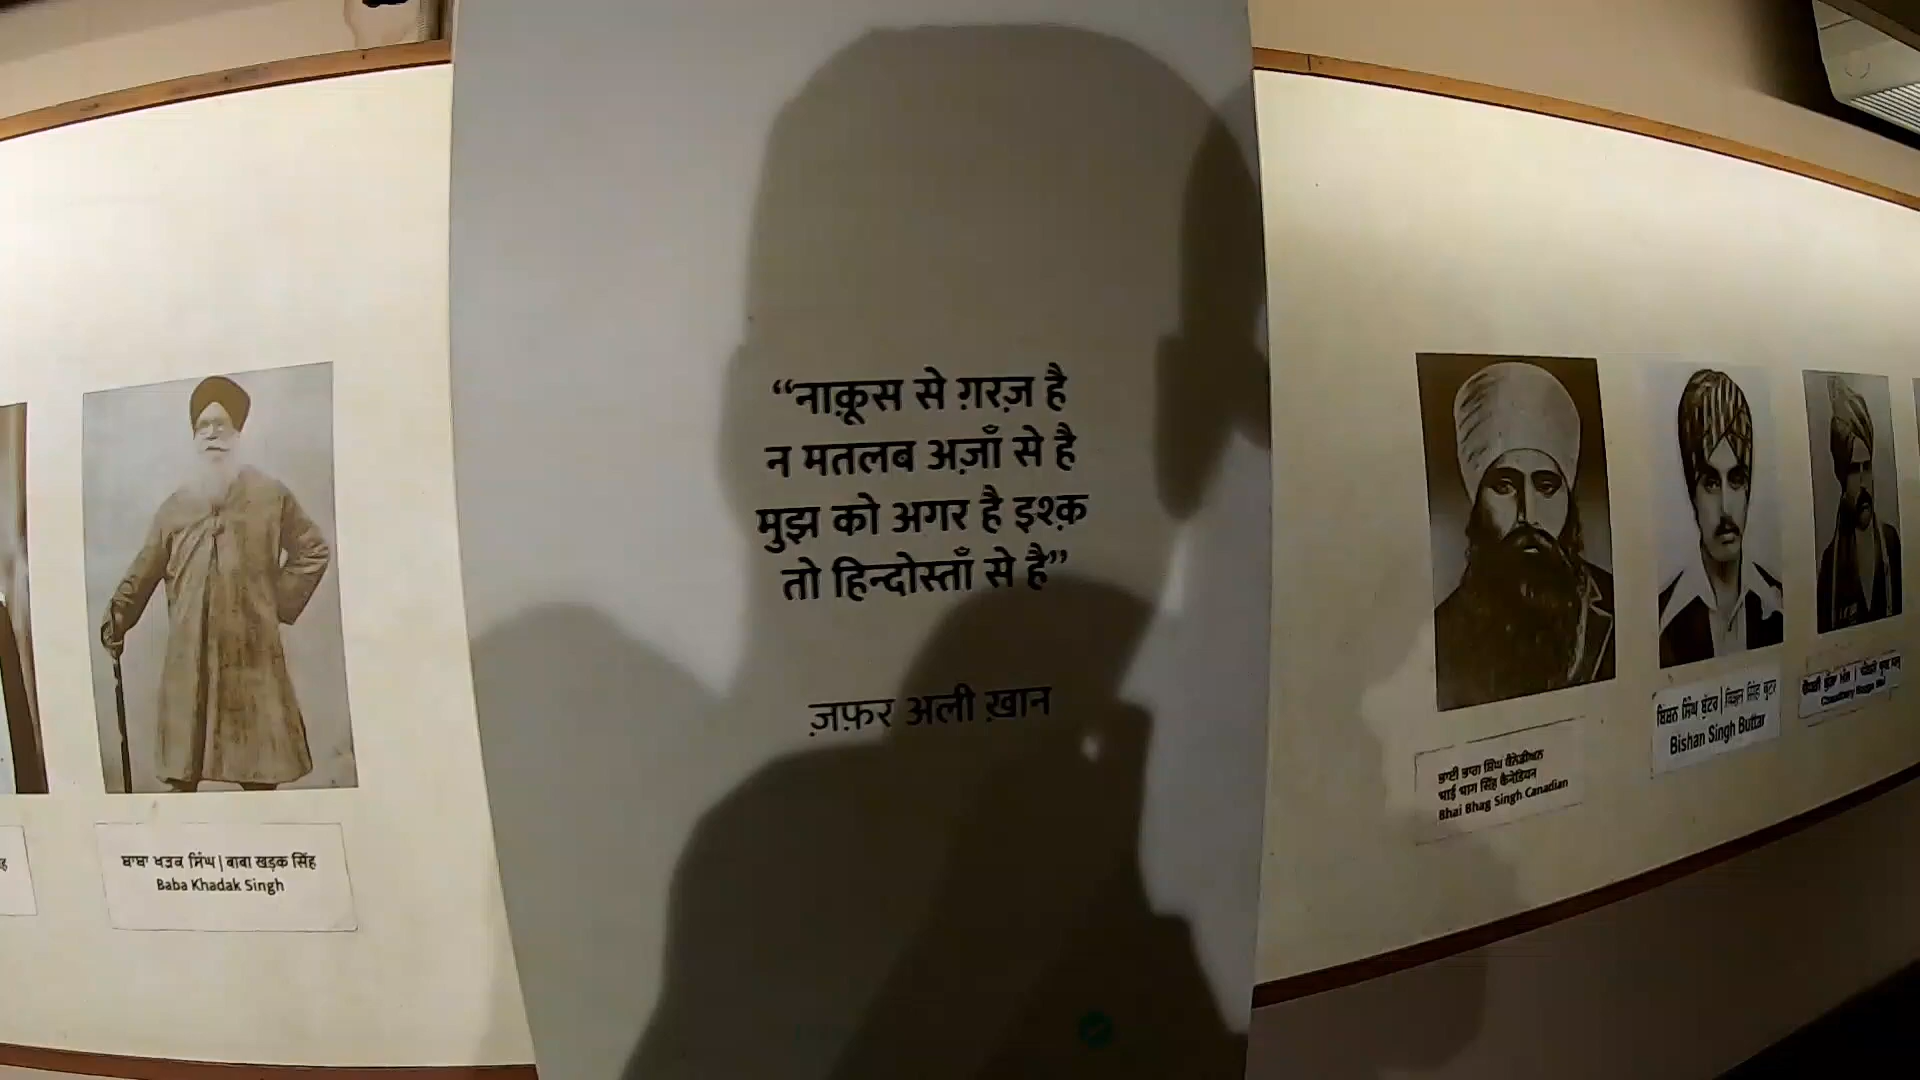 ਬਾਬਾ ਖੜਕ ਸਿੰਘ | बाबा खड़क सिंह
Baba Khadak Singh
“नाक़ूस से ग़रज़ है
न मतलब अज़ाँ से है
मुझ को अगर है इश्क़
तो हिन्दोस्ताँ से है”
ज़फ़र अली ख़ान
ਭਾਈ ਭਾਗ ਸਿੰਘ ਕੈਨੇਡੀਅਨ
भाई भाग सिंह कैनेडियन
Bhai Bhag Singh Canadian
ਬਿਸ਼ਨ ਸਿੰਘ ਬੁੱਟਰ | बिशन सिंह बुटर
Bishan Singh Buttar